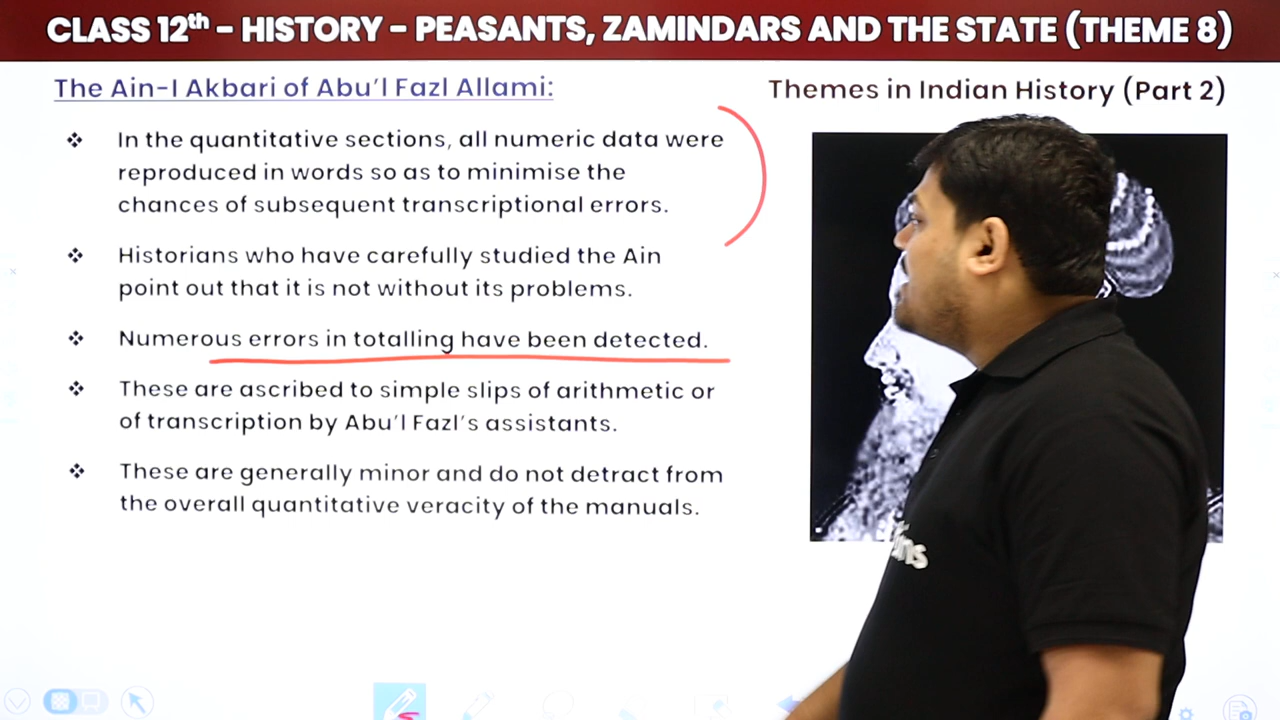 CLASS 12th – HISTORY – PEASANTS, ZAMINDARS AND THE STATE (THEME 8)
The Ain-I Akbari of Abu'l Fazl Allami:
Themes in Indian History (Part 2)
❖ In the quantitative sections, all numeric data were
reproduced in words so as to minimise the
chances of subsequent transcriptional errors.
❖ Historians who have carefully studied the Ain
point out that it is not without its problems.
❖ Numerous errors in totalling have been detected.
❖ These are ascribed to simple slips of arithmetic or
of transcription by Abu'l Fazl's assistants.
❖ These are generally minor and do not detract from
the overall quantitative veracity of the manuals.